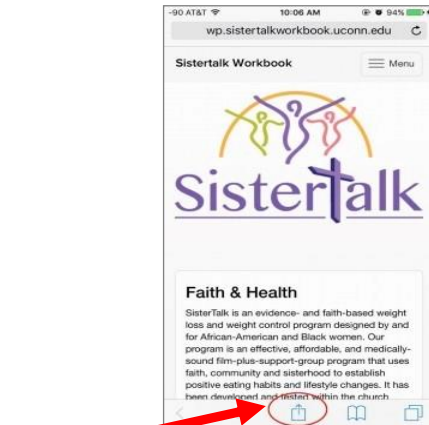 -90 AT&T 10:06 AM 94%
wp.sistertalkworkbook.uconn.edu
Sistertalk Workbook Menu
SisterTalk
Faith & Health
SisterTalk is an evidence- and faith-based weight
loss and weight control program designed by and
for African-American and Black women. Our
program is an effective, affordable, and medically-
sound film-plus-support-group program that uses
faith, community and sisterhood to establish
positive eating habits and lifestyle changes. It has
been developed and tested within the church